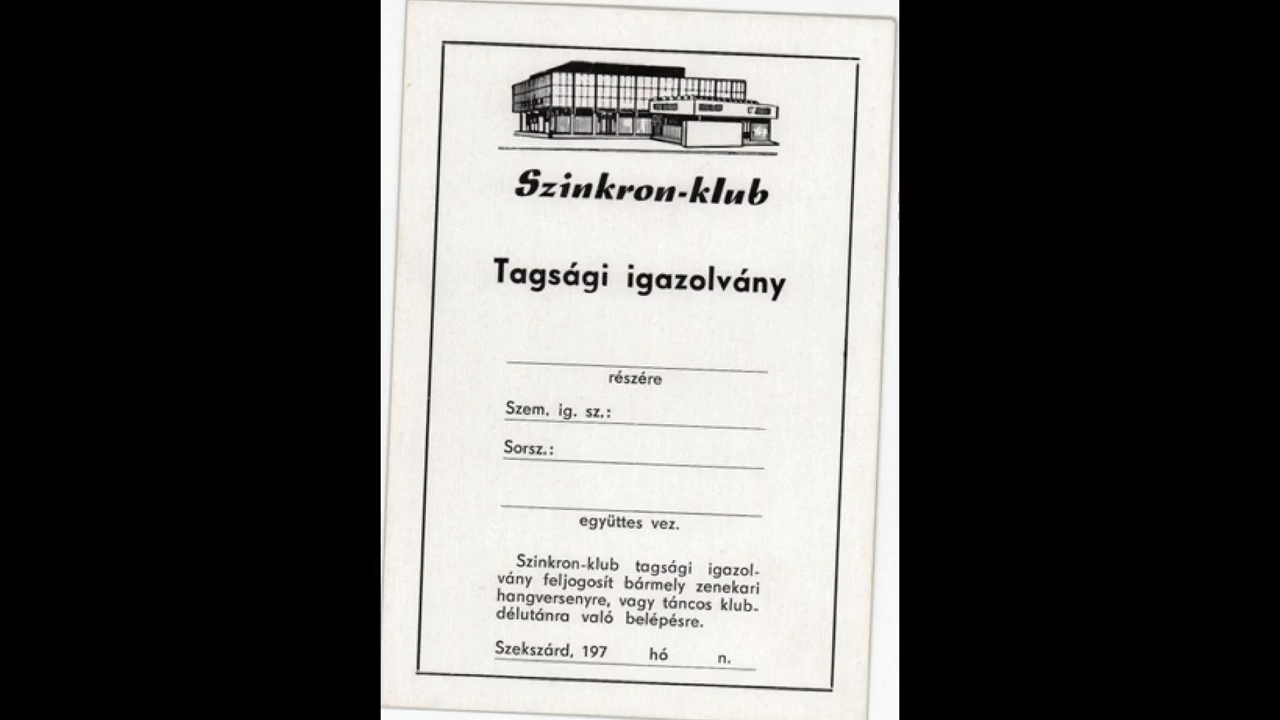 Szinkron-klub
Tagsági igazolvány
részére
Szem. ig. sz.:
Sorsz.:
együttes vez.
Szinkron-klub tagsági igazol-
vány feljogosít bármely zenekari
hangversenyre, vagy táncos klub-
délutánra való belépésre.
Szekszárd, 197 hó n.